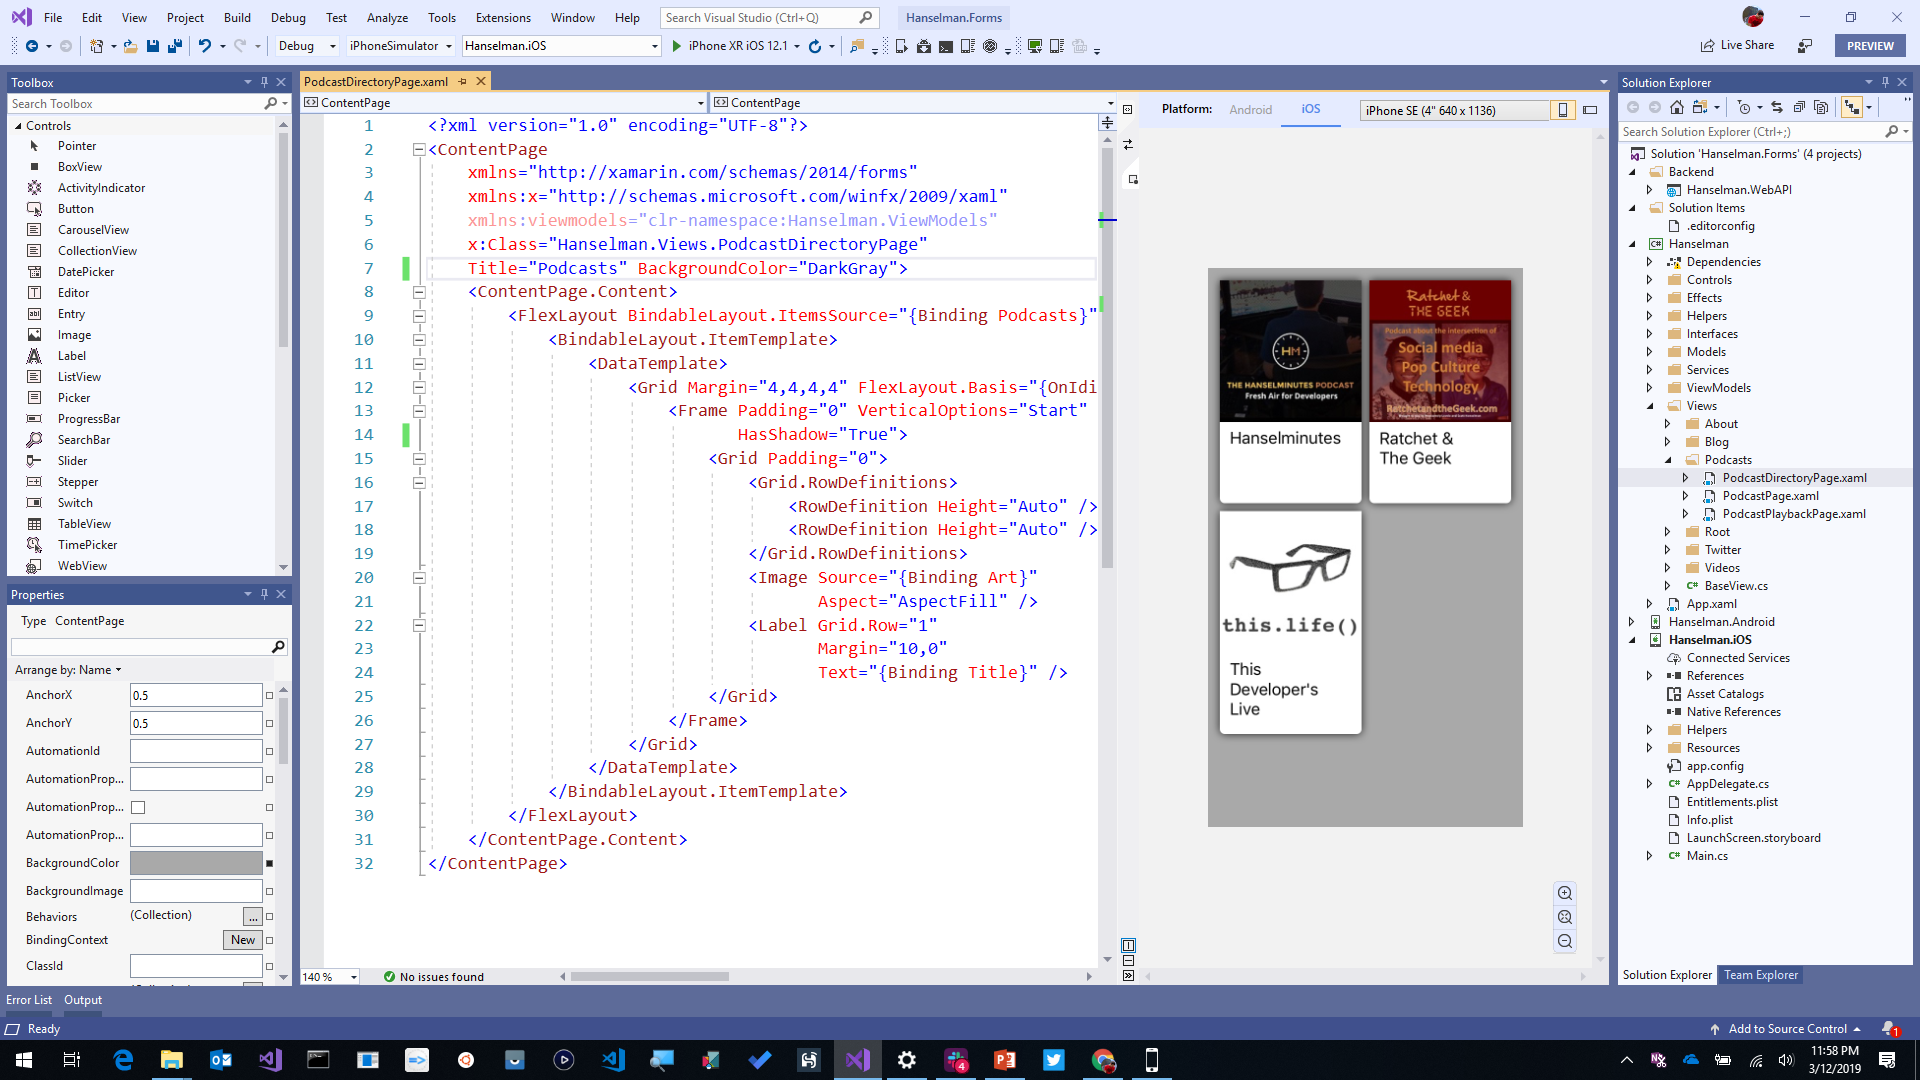 File Edit View Project Build Debug Test Analyze Tools Extensions Window Help Search Visual Studio (Ctrl+Q) Hanselman.Forms
Debug iPhoneSimulator Hanselman.iOS iPhone XR iOS 12.1 Live Share PREVIEW
Toolbox
Search Toolbox
Controls
Pointer
BoxView
ActivityIndicator
Button
CarouselView
CollectionView
DatePicker
Editor
Entry
Image
Label
ListView
Picker
ProgressBar
SearchBar
Slider
Stepper
Switch
TableView
TimePicker
WebView
Properties
Type ContentPage
Arrange by: Name
AnchorX 0.5
AnchorY 0.5
AutomationId
AutomationProp...
AutomationProp...
AutomationProp...
BackgroundColor
BackgroundImage
Behaviors (Collection) ...
BindingContext New
ClassId
Error List Output
PodcastDirectoryPage.xaml
ContentPage ContentPage
1 <?xml version="1.0" encoding="UTF-8"?>
2 <ContentPage
3 xmlns="http://xamarin.com/schemas/2014/forms"
4 xmlns:x="http://schemas.microsoft.com/winfx/2009/xaml"
5 xmlns:viewmodels="clr-namespace:Hanselman.ViewModels"
6 x:Class="Hanselman.Views.PodcastDirectoryPage"
7 Title="Podcasts" BackgroundColor="DarkGray">
8 <ContentPage.Content>
9 <FlexLayout BindableLayout.ItemsSource="{Binding Podcasts}"
10 <BindableLayout.ItemTemplate>
11 <DataTemplate>
12 <Grid Margin="4,4,4,4" FlexLayout.Basis="{OnIdi
13 <Frame Padding="0" VerticalOptions="Start"
14 HasShadow="True">
15 <Grid Padding="0">
16 <Grid.RowDefinitions>
17 <RowDefinition Height="Auto" />
18 <RowDefinition Height="Auto" />
19 </Grid.RowDefinitions>
20 <Image Source="{Binding Art}"
21 Aspect="AspectFill" />
22 <Label Grid.Row="1"
23 Margin="10,0"
24 Text="{Binding Title}" />
25 </Grid>
26 </Frame>
27 </Grid>
28 </DataTemplate>
29 </BindableLayout.ItemTemplate>
30 </FlexLayout>
31 </ContentPage.Content>
32 </ContentPage>
140 % No issues found
Platform: Android iOS iPhone SE (4" 640 x 1136)
HM
THE HANSELMINUTES PODCAST
Fresh Air for Developers
Hanselminutes
Ratchet &
THE GEEK
Podcast about the intersection of
Social media
Pop Culture
Technology
RatchetandtheGeek.com
Ratchet &
The Geek
this.life()
This
Developer's
Live
Solution Explorer
Search Solution Explorer (Ctrl+;)
Solution 'Hanselman.Forms' (4 projects)
Backend
Hanselman.WebAPI
Solution Items
.editorconfig
Hanselman
Dependencies
Controls
Effects
Helpers
Interfaces
Models
Services
ViewModels
Views
About
Blog
Podcasts
PodcastDirectoryPage.xaml
PodcastPage.xaml
PodcastPlaybackPage.xaml
Root
Twitter
Videos
BaseView.cs
App.xaml
Hanselman.Android
Hanselman.iOS
Connected Services
References
Asset Catalogs
Native References
Helpers
Resources
app.config
AppDelegate.cs
Entitlements.plist
Info.plist
LaunchScreen.storyboard
Main.cs
Solution Explorer Team Explorer
Ready Add to Source Control 1
4
11:58 PM
3/12/2019